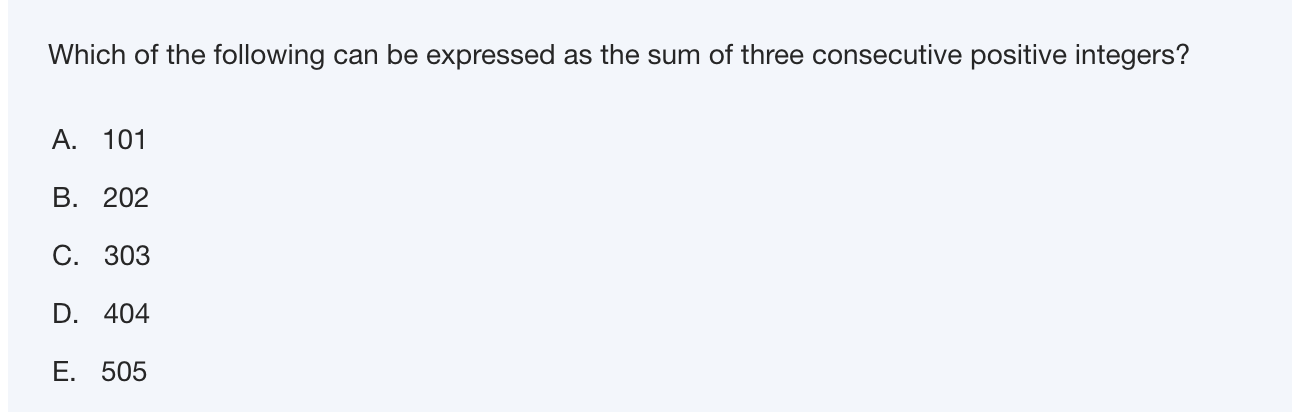 Which of the following can be expressed as the sum of three consecutive positive integers?
A. 101
B. 202
C. 303
D. 404
E. 505